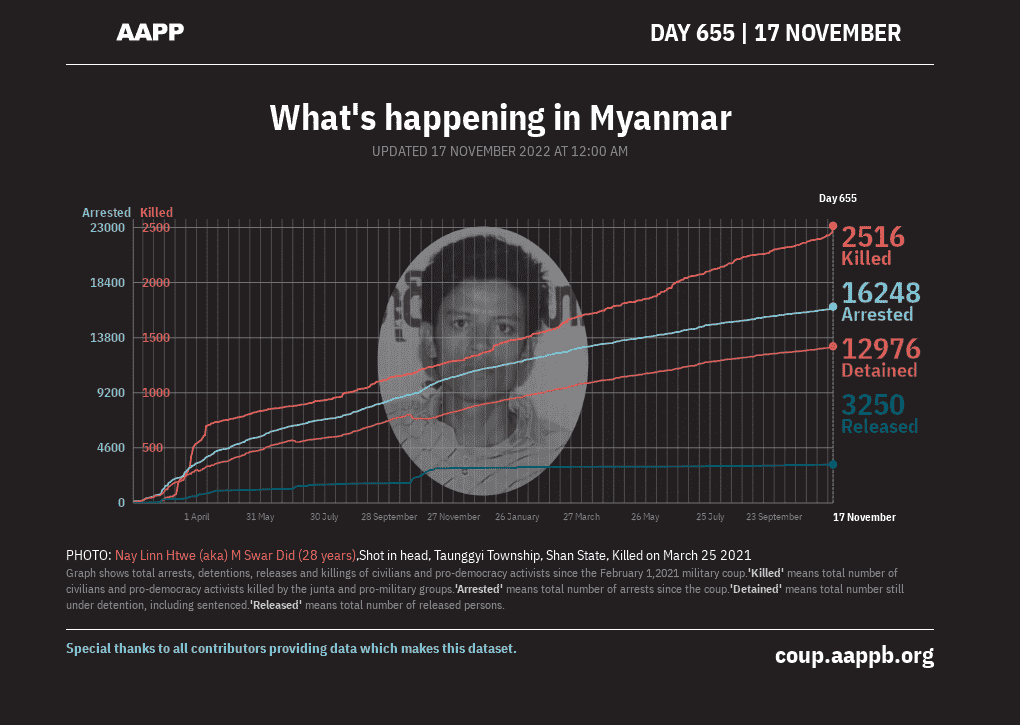 AAPP
DAY 655 | 17 NOVEMBER
What's happening in Myanmar
UPDATED 17 NOVEMBER 2022 AT 12:00 AM
Day 655
Arrested Killed
23000 2500
18400 2000
13800 1500
9200 1000
4600 500
0
2516
Killed
16248
Arrested
12976
Detained
3250
Released
1 April 31 May 30 July 28 September 27 November 26 January 27 March 26 May 25 July 23 September 17 November
PHOTO: Nay Linn Htwe (aka) M Swar Did (28 years),Shot in head, Taunggyi Township, Shan State, Killed on March 25 2021
Graph shows total arrests, detentions, releases and killings of civilians and pro-democracy activists since the February 1,2021 military coup.'Killed' means total number of
civilians and pro-democracy activists killed by the junta and pro-military groups.'Arrested' means total number of arrests since the coup.'Detained' means total number still
under detention, including sentenced.'Released' means total number of released persons.
Special thanks to all contributors providing data which makes this dataset.
coup.aappb.org